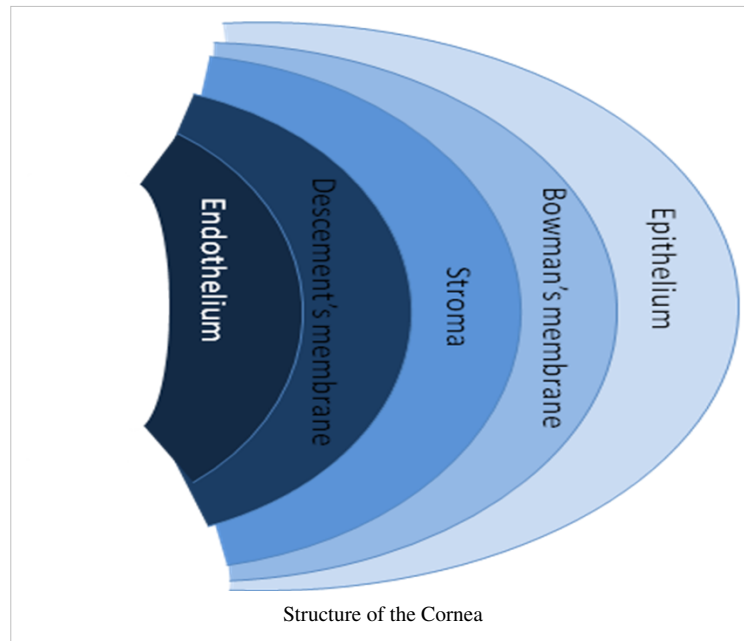 Endothelium
Descement's membrane
Stroma
Bowman's membrane
Epithelium
Structure of the Cornea